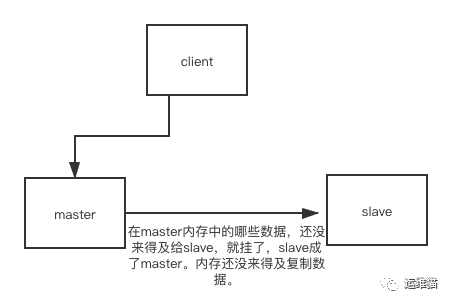 client
master
slave
在master内存中的哪些数据，还没
来得及给slave，就挂了，slave成
了master。内存还没来得及复制数
据。
运维猫